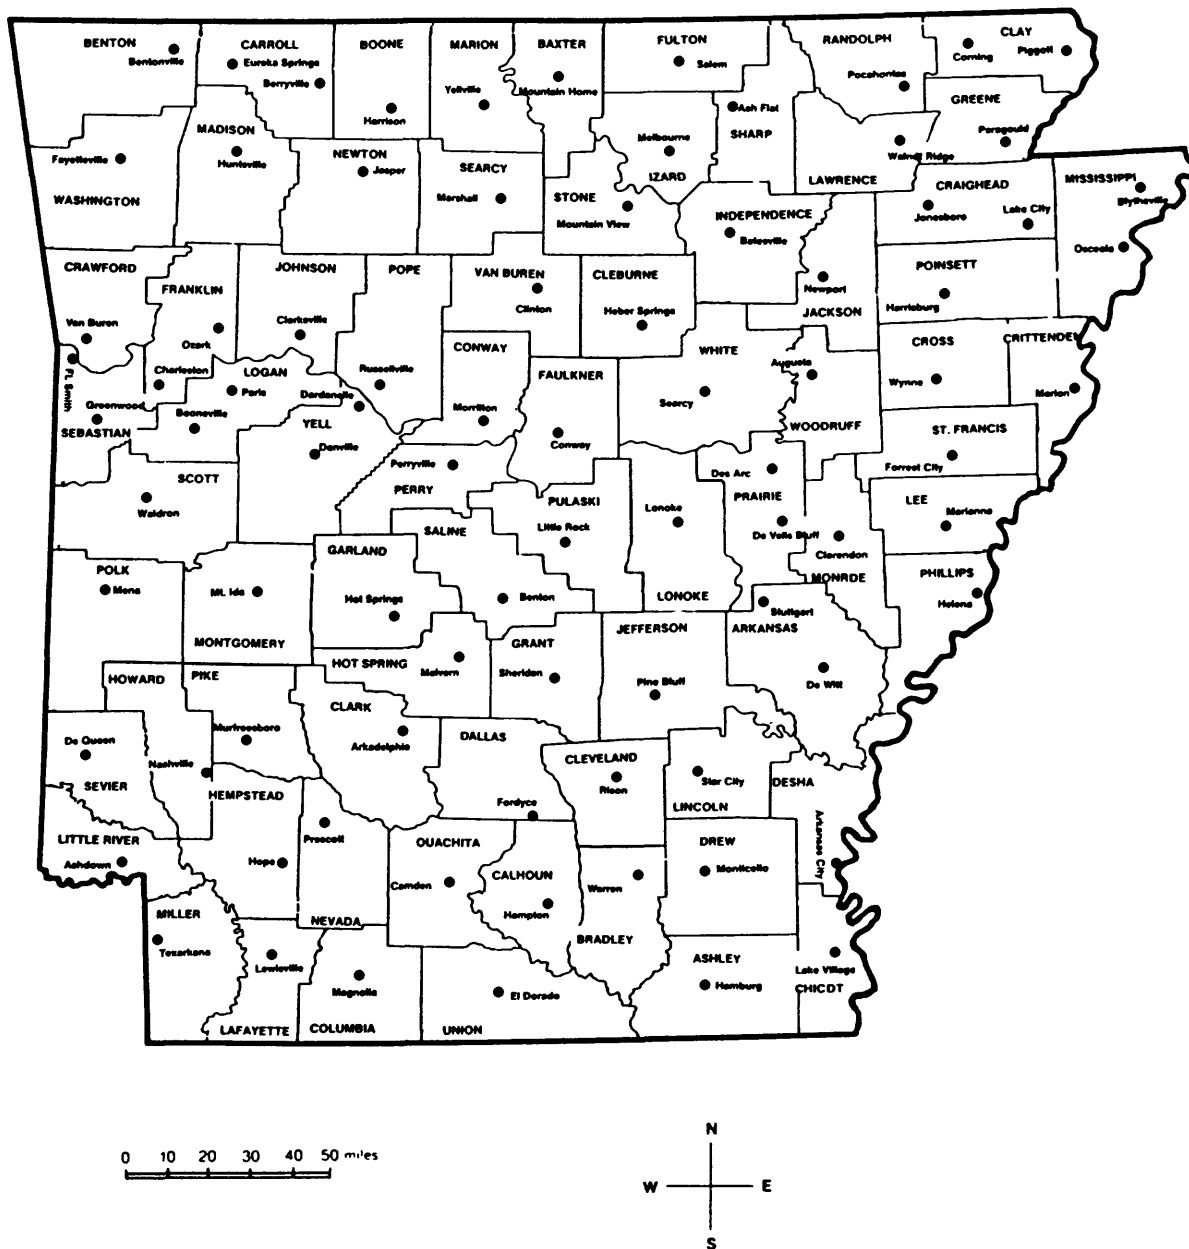 BENTON
Bentonville
CARROLL
Eureka Springs
Berryville
BOONE
Harrison
MARION
Yellville
BAXTER
Mountain Home
FULTON
Salem
RANDOLPH
Pocahontas
CLAY
Corning
Piggott
GREENE
Paragould
MADISON
Huntsville
Fayetteville
WASHINGTON
NEWTON
Jasper
SEARCY
Marshall
STONE
Mountain View
Melbourne
IZARD
Ash Flat
SHARP
Walnut Ridge
LAWRENCE
CRAIGHEAD
Jonesboro
Lake City
MISSISSIPPI
Blytheville
Osceola
INDEPENDENCE
Batesville
CRAWFORD
Van Buren
FRANKLIN
Ozark
Charleston
JOHNSON
Clarksville
POPE
Russellville
VAN BUREN
Clinton
CLEBURNE
Heber Springs
Newport
JACKSON
POINSETT
Harrisburg
Ft. Smith
Greenwood
SEBASTIAN
LOGAN
Paris
Booneville
Dardanelle
YELL
Danville
CONWAY
Morrilton
FAULKNER
Conway
WHITE
Searcy
Augusta
WOODRUFF
CROSS
Wynne
CRITTENDEN
Marion
ST. FRANCIS
Forrest City
SCOTT
Waldron
Perryville
PERRY
PULASKI
Little Rock
Lonoke
LONOKE
Des Arc
PRAIRIE
De Valls Bluff
Clarendon
MONRDE
LEE
Marianna
PHILLIPS
Helena
POLK
Mena
Mt. Ida
MONTGOMERY
GARLAND
Hot Springs
SALINE
Benton
GRANT
Sheridan
JEFFERSON
Pine Bluff
Stuttgart
ARKANSAS
De Witt
HOT SPRING
Malvern
HOWARD
Nashville
PIKE
Murfreesboro
CLARK
Arkadelphia
DALLAS
Fordyce
CLEVELAND
Rison
Star City
LINCOLN
DESHA
Arkansas City
De Queen
SEVIER
HEMPSTEAD
Hope
Prescott
NEVADA
LITTLE RIVER
Ashdown
OUACHITA
Camden
CALHOUN
Hampton
Warren
BRADLEY
DREW
Monticello
MILLER
Texarkana
Lewisville
LAFAYETTE
Magnolia
COLUMBIA
El Dorado
UNION
ASHLEY
Hamburg
Lake Village
CHICDT
0 10 20 30 40 50 miles
N
W E
S